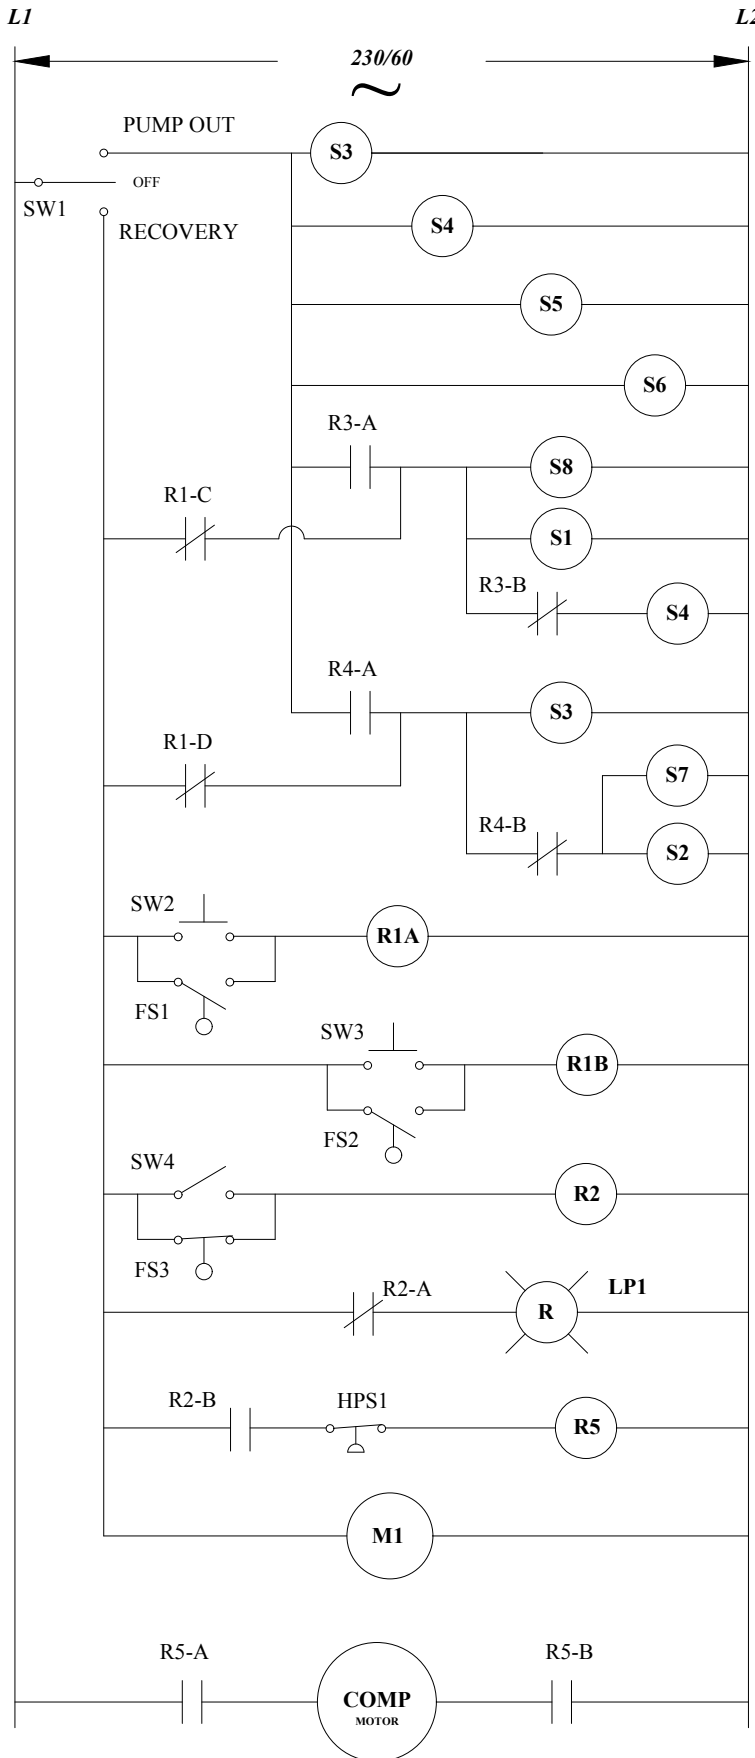 L1 L2
230/60
~
PUMP OUT
S3
OFF
SW1
RECOVERY
S4
S5
S6
R3-A
S8
R1-C
S1
R3-B
S4
R4-A
S3
R1-D
S7
R4-B
S2
SW2
R1A
FS1
SW3
R1B
FS2
SW4
R2
FS3
R2-A
R
LP1
R2-B
HPS1
R5
M1
R5-A
R5-B
COMP
MOTOR